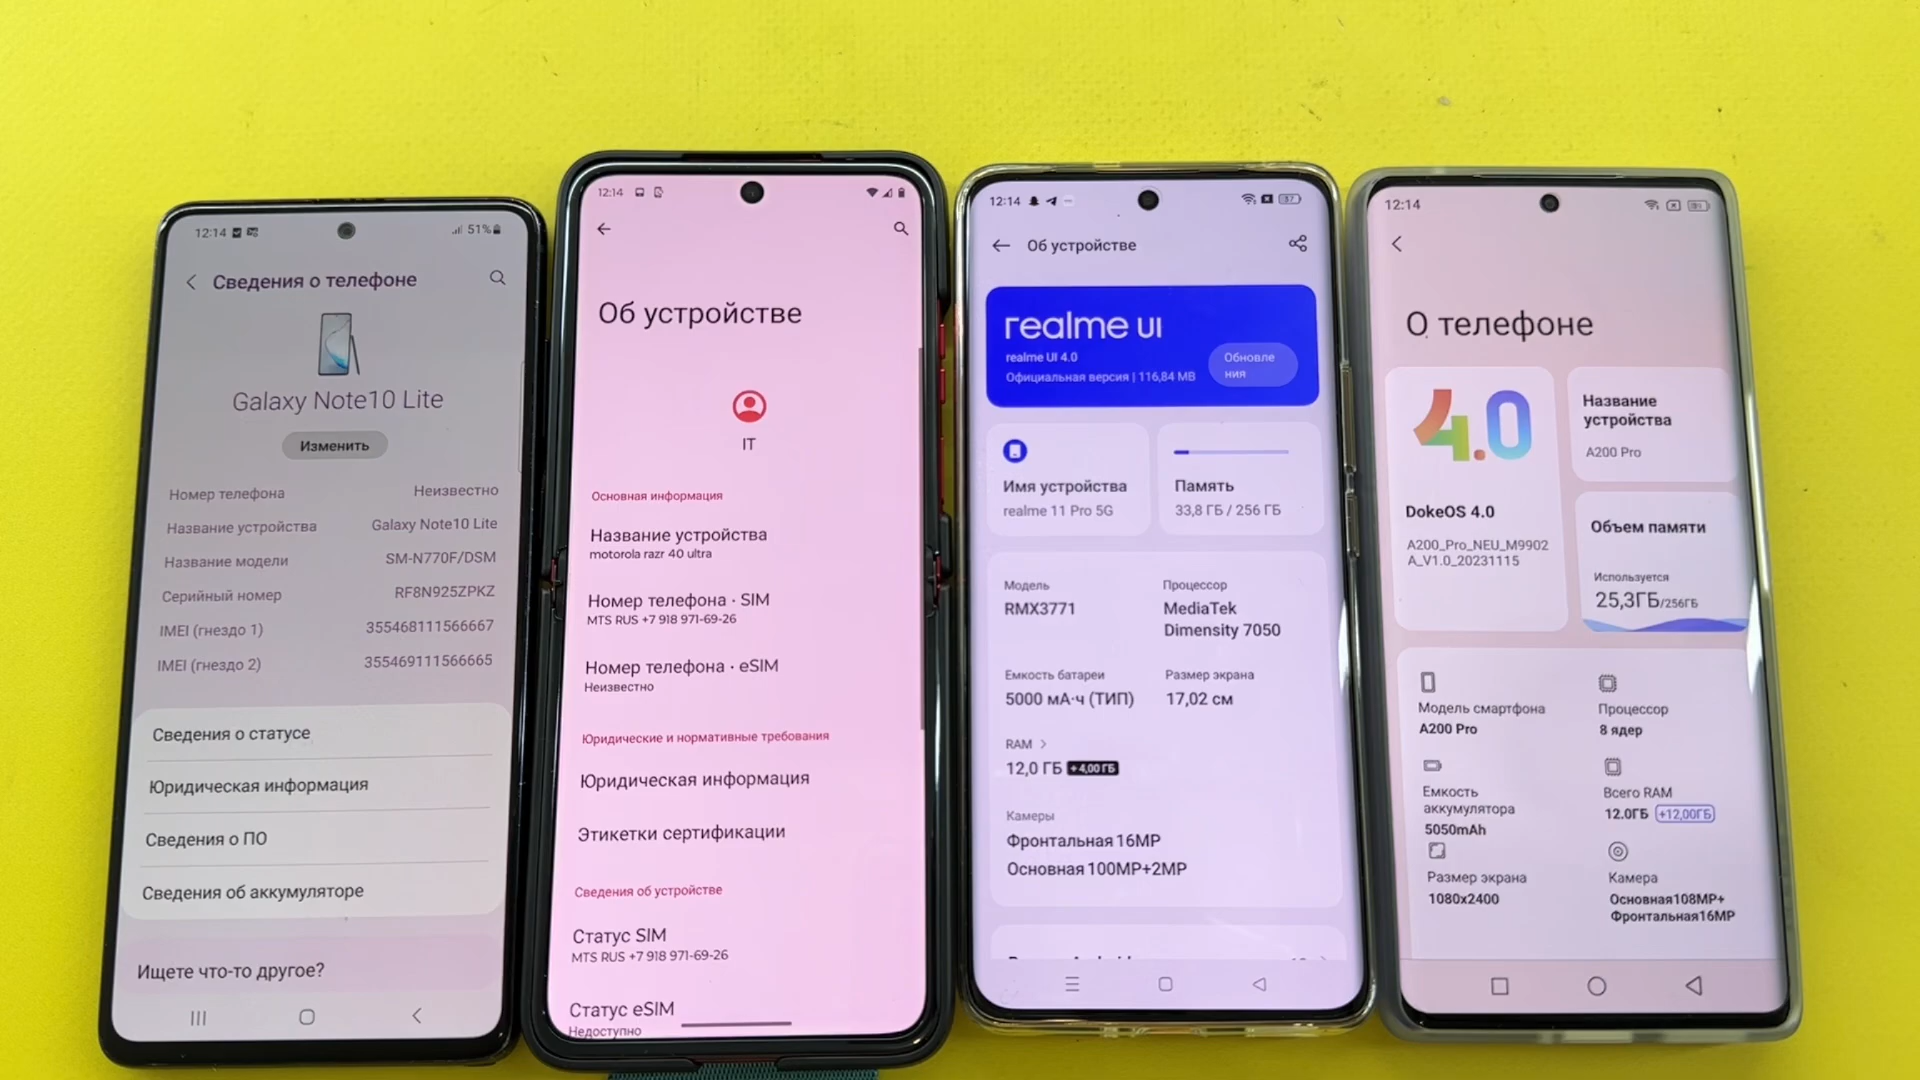 12:14
51%
Сведения о телефоне
Galaxy Note10 Lite
Изменить
Номер телефона Неизвестно
Название устройства Galaxy Note10 Lite
Название модели SM-N770F/DSM
Серийный номер RF8N925ZPKZ
IMEI (гнездо 1) 355468111566667
IMEI (гнездо 2) 355469111566665
Сведения о статусе
Юридическая информация
Сведения о ПО
Сведения об аккумуляторе
Ищете что-то другое?
12:14
Об устройстве
IT
Основная информация
Название устройства
motorola razr 40 ultra
Номер телефона · SIM
MTS RUS +7 918 971-69-26
Номер телефона · eSIM
Неизвестно
Юридические и нормативные требования
Юридическая информация
Этикетки сертификации
Сведения об устройстве
Статус SIM
MTS RUS +7 918 971-69-26
Статус eSIM
Недоступно
12:14
Об устройстве
realme UI
realme UI 4.0
Официальная версия | 116,84 MB
Обновле
ния
Имя устройства
realme 11 Pro 5G
Память
33,8 ГБ / 256 ГБ
Модель
RMX3771
Процессор
MediaTek
Dimensity 7050
Емкость батареи
5000 мА·ч (ТИП)
Размер экрана
17,02 см
RAM
12,0 ГБ +4,00 ГБ
Камеры
Фронтальная 16MP
Основная 100MP+2MP
12:14
О телефоне
4.0
DokeOS 4.0
A200_Pro_NEU_M9902
A_V1.0_20231115
Название
устройства
A200 Pro
Объем памяти
Используется
25,3ГБ/256ГБ
Модель смартфона
A200 Pro
Процессор
8 ядер
Емкость
аккумулятора
5050mAh
Всего RAM
12.0ГБ +12,00ГБ
Размер экрана
1080x2400
Камера
Основная108MP+
Фронтальная16MP